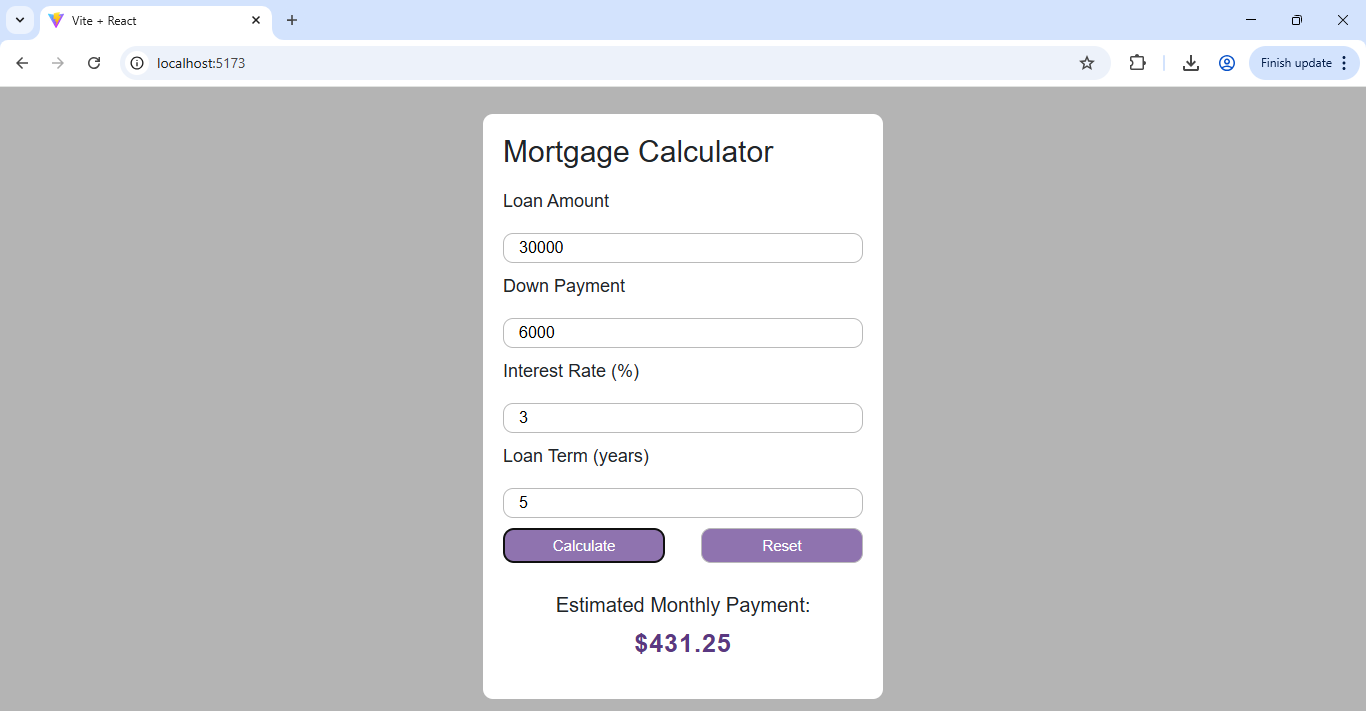 Vite + React
localhost:5173
Finish update
Mortgage Calculator
Loan Amount
30000
Down Payment
6000
Interest Rate (%)
3
Loan Term (years)
5
Calculate Reset
Estimated Monthly Payment:
$431.25